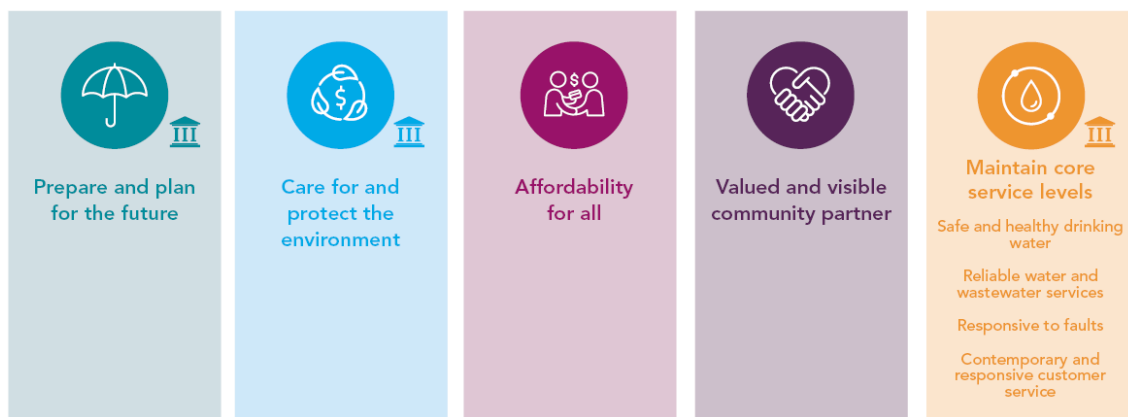 Prepare and plan
for the future
Care for and
protect the
environment
Affordability
for all
Valued and visible
community partner
Maintain core
service levels
Safe and healthy drinking
water
Reliable water and
wastewater services
Responsive to faults
Contemporary and
responsive customer
service